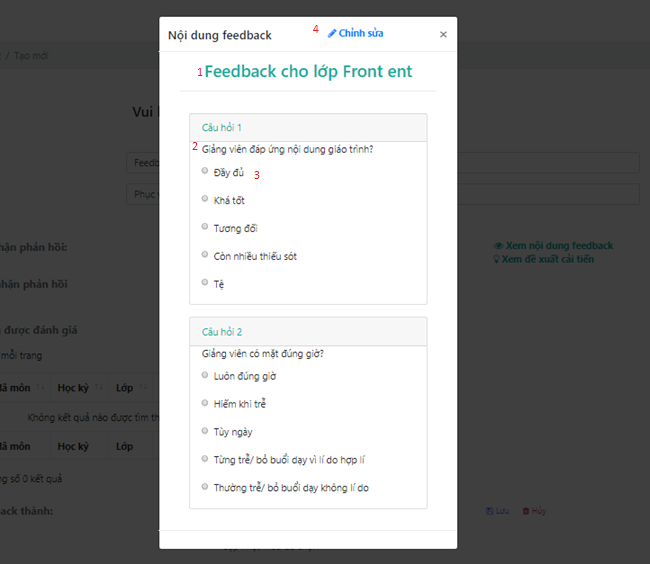 Nội dung feedback
4 Chỉnh sửa ×
/ Tạo mới
1 Feedback cho lớp Front ent
Vui l
Câu hỏi 1
2 Giảng viên đáp ứng nội dung giáo trình?
Feedb
Đầy đủ 3
Phục v
Khá tốt
Tương đối
hận phản hồi:
Xem nội dung feedback
Còn nhiều thiếu sót
Xem đề xuất cải tiến
hận phản hồi
Tệ
được đánh giá
Câu hỏi 2
mỗi trang
Giảng viên có mặt đúng giờ?
Luôn đúng giờ
ã môn Học kỳ Lớp
Hiếm khi trễ
Không kết quả nào được tìm th
Tùy ngày
ã môn Học kỳ Lớp
Từng trễ/ bỏ buổi dạy vì lí do hợp lí
ng số 0 kết quả
Thường trễ/ bỏ buổi dạy không lí do
ack thành:
Lưu Hủy